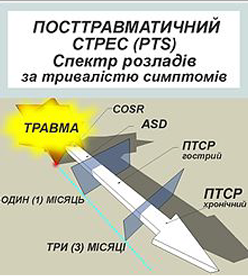 ПОСТТРАВМАТИЧНИЙ
СТРЕС (PTS)
Спектр розладів
за тривалістю симптомів
COSR
ТРАВМА
ASD
ПТСР
гострий
ПТСР
хронічний
ОДИН (1) МІСЯЦЬ
ТРИ (3) МІСЯЦІ